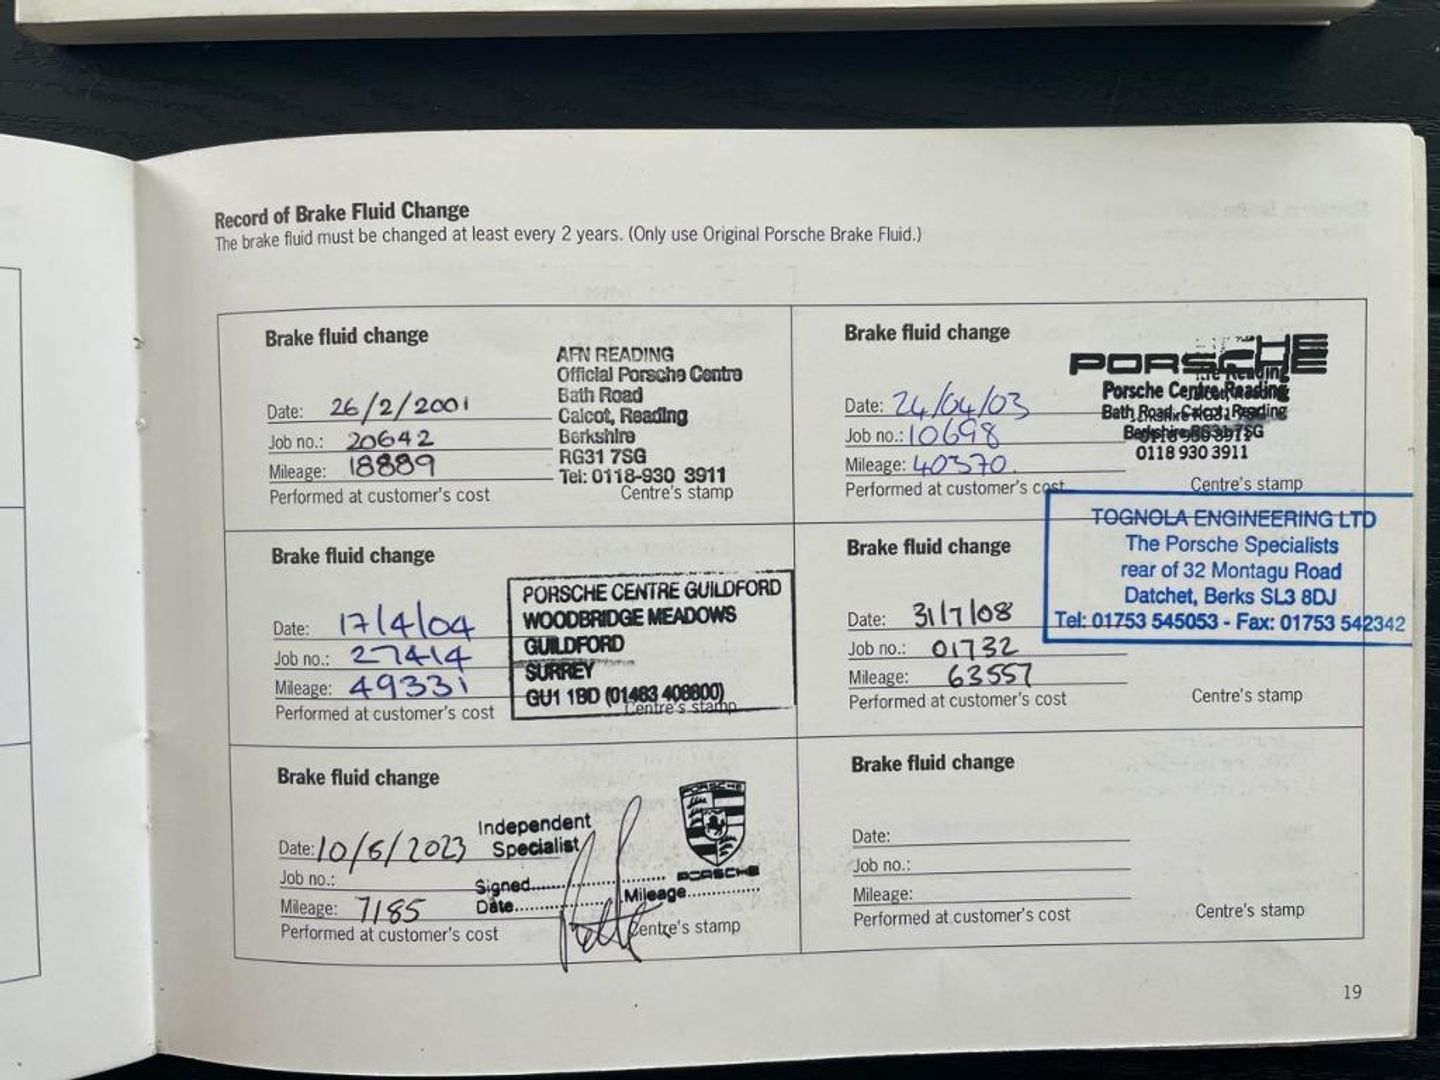 Record of Brake Fluid Change
The brake fluid must be changed at least every 2 years. (Only use Original Porsche Brake Fluid.)
Brake fluid change
Date: 26/2/2001
Job no.: 20642
Mileage: 18889
Performed at customer's cost
AFN READING
Official Porsche Centre
Bath Road
Calcot, Reading
Berkshire
RG31 7SG
Tel: 0118-930 3911
Centre's stamp
Brake fluid change
Date: 24/04/03
Job no.: 10698
Mileage: 40370
Performed at customer's cost
PORSCHE
Porsche Centre Reading
Bath Road, Calcot, Reading
Berkshire RG31 7SG
0118 930 3911
Centre's stamp
Brake fluid change
Date: 17/4/04
Job no.: 27414
Mileage: 49331
Performed at customer's cost
PORSCHE CENTRE GUILDFORD
WOODBRIDGE MEADOWS
GUILDFORD
SURREY
GU1 1BD (01483 408800)
Centre's stamp
Brake fluid change
Date: 31/7/08
Job no.: 01732
Mileage: 63557
Performed at customer's cost
TOGNOLA ENGINEERING LTD
The Porsche Specialists
rear of 32 Montagu Road
Datchet, Berks SL3 8DJ
Tel: 01753 545053 - Fax: 01753 542342
Centre's stamp
Brake fluid change
Date: 10/5/2023
Job no.:
Mileage: 7185
Performed at customer's cost
Independent
Specialist
Signed
Date
Mileage
PORSCHE
PORSCHE
Centre's stamp
Brake fluid change
Date:
Job no.:
Mileage:
Performed at customer's cost
Centre's stamp
19